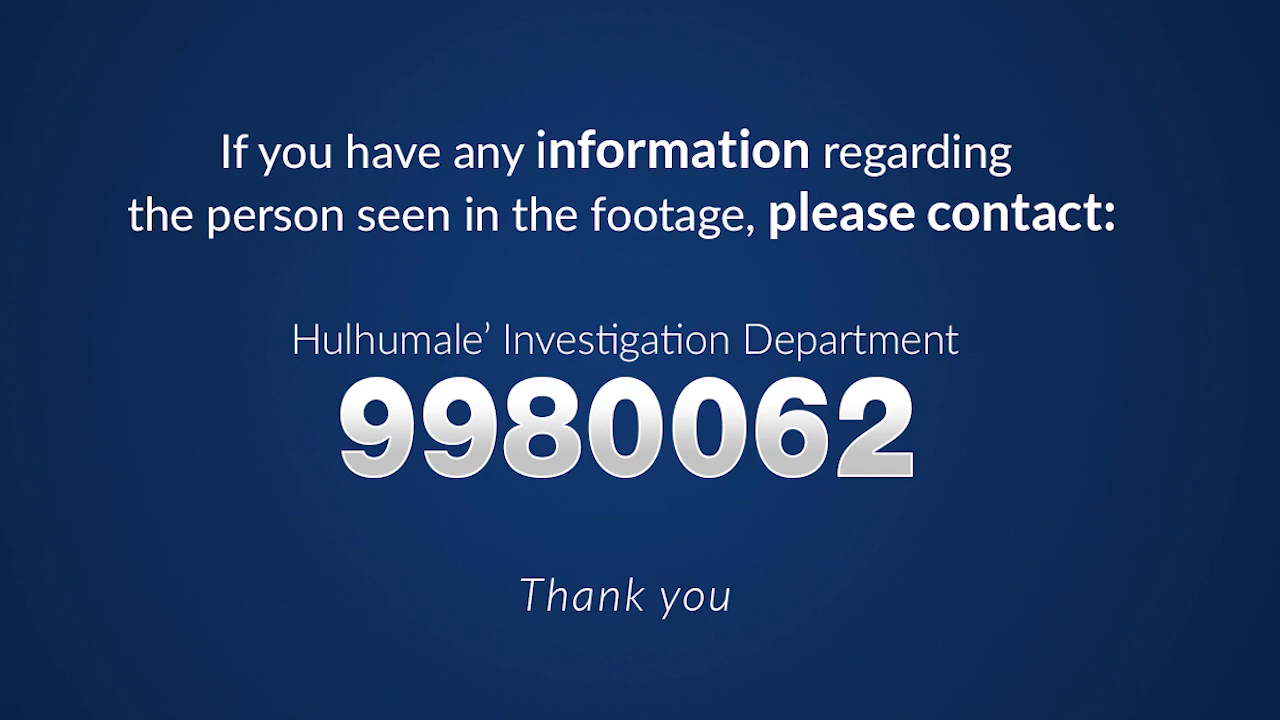 If you have any information regarding
the person seen in the footage, please contact:
Hulhumale’ Investigation Department
9980062
Thank you